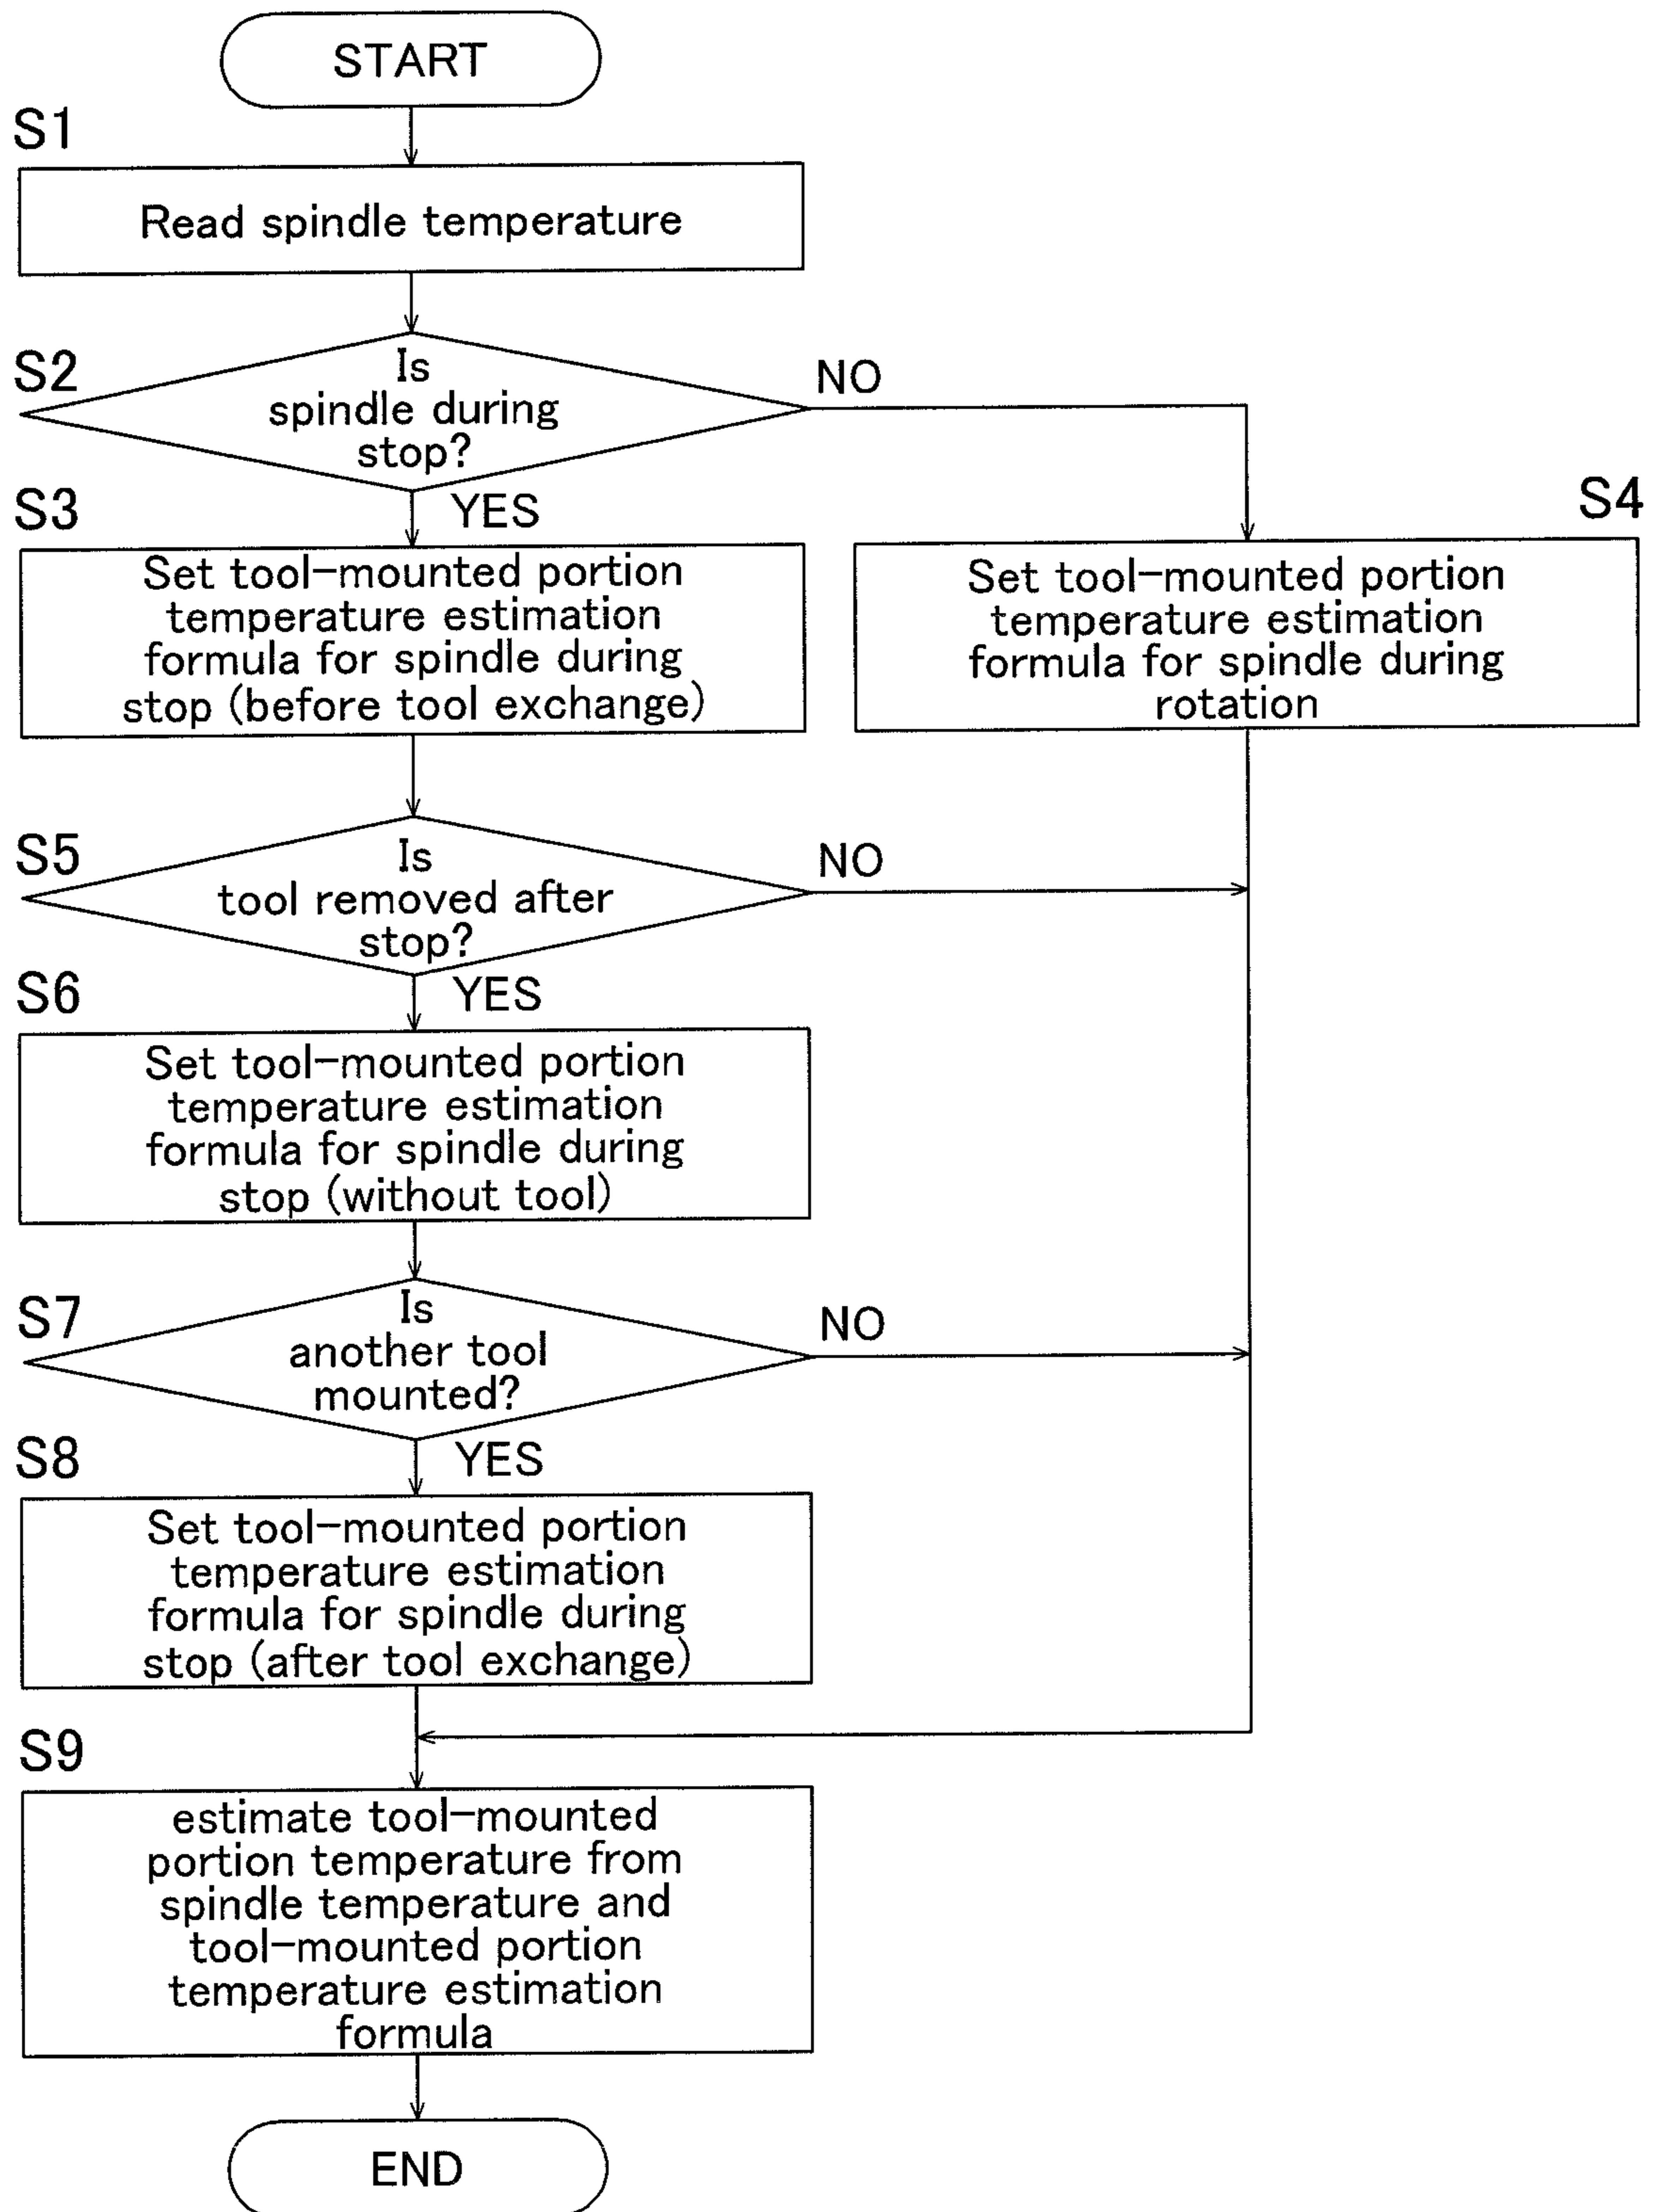 START
S1
Read spindle temperature
S2
Is
spindle during
stop?
NO
YES
S3
Set tool-mounted portion
temperature estimation
formula for spindle during
stop (before tool exchange)
S4
Set tool-mounted portion
temperature estimation
formula for spindle during
rotation
S5
Is
tool removed after
stop?
NO
YES
S6
Set tool-mounted portion
temperature estimation
formula for spindle during
stop (without tool)
S7
Is
another tool
mounted?
NO
YES
S8
Set tool-mounted portion
temperature estimation
formula for spindle during
stop (after tool exchange)
S9
estimate tool-mounted
portion temperature from
spindle temperature and
tool-mounted portion
temperature estimation
formula
END